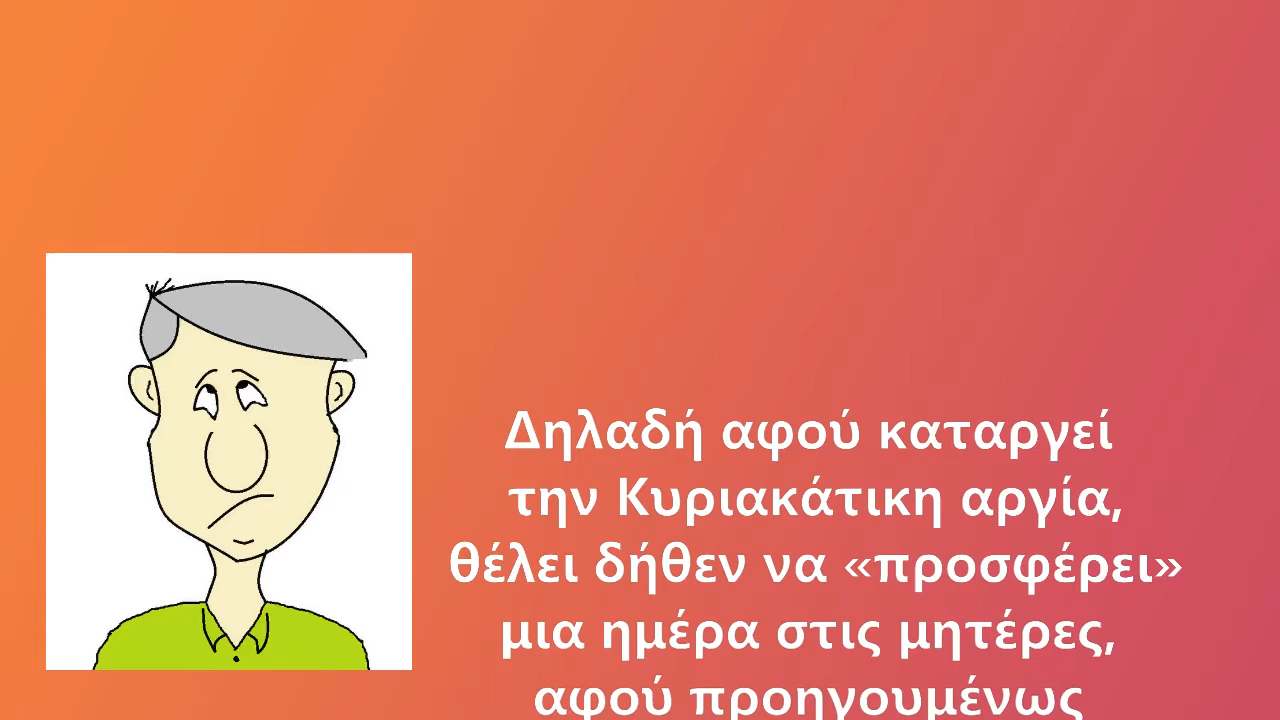 Δηλαδή αφού καταργεί
την Κυριακάτικη αργία,
θέλει δήθεν να «προσφέρει»
μια ημέρα στις μητέρες,
αφού προηγουμένως